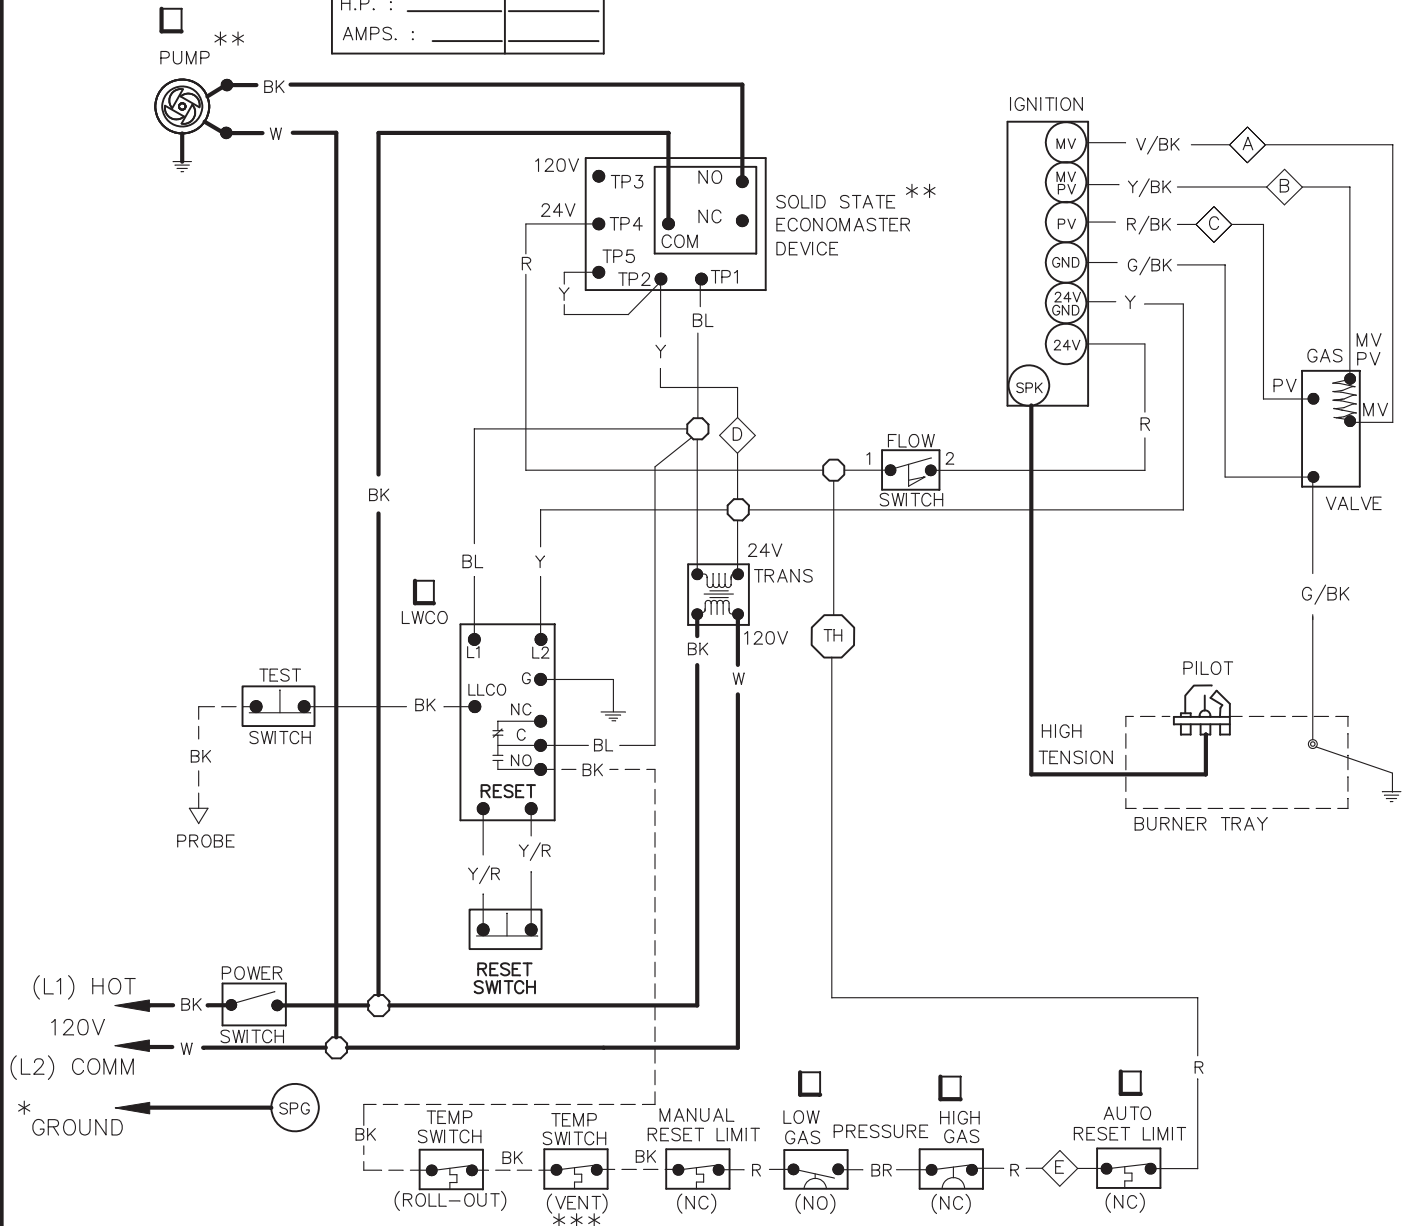 H.P. :
AMPS. :
PUMP **
BK
W
IGNITION
MV
V/BK
A
MV
PV
Y/BK
B
PV
R/BK
C
GND
G/BK
24V
GND
Y
24V
SPK
120V
TP3
NO
24V
TP4
NC
COM
TP5
TP2
TP1
SOLID STATE **
ECONOMASTER
DEVICE
R
Y
BL
Y
D
R
GAS
MV
PV
PV
MV
VALVE
FLOW
1
2
SWITCH
BK
BL
Y
24V
TRANS
120V
BK
W
TH
G/BK
LWCO
L1
L2
G
LLCO
NC
C
NO
BL
BK
RESET
TEST
SWITCH
BK
BK
PROBE
Y/R
Y/R
RESET
SWITCH
PILOT
HIGH
TENSION
BURNER TRAY
(L1) HOT
BK
POWER
SWITCH
120V
W
(L2) COMM
*
GROUND
SPG
R
BK
TEMP
SWITCH
(ROLL-OUT)
BK
TEMP
SWITCH
(VENT)
***
BK
MANUAL
RESET LIMIT
(NC)
R
LOW
GAS
PRESSURE
(NO)
BR
HIGH
GAS
(NC)
R
E
AUTO
RESET LIMIT
(NC)